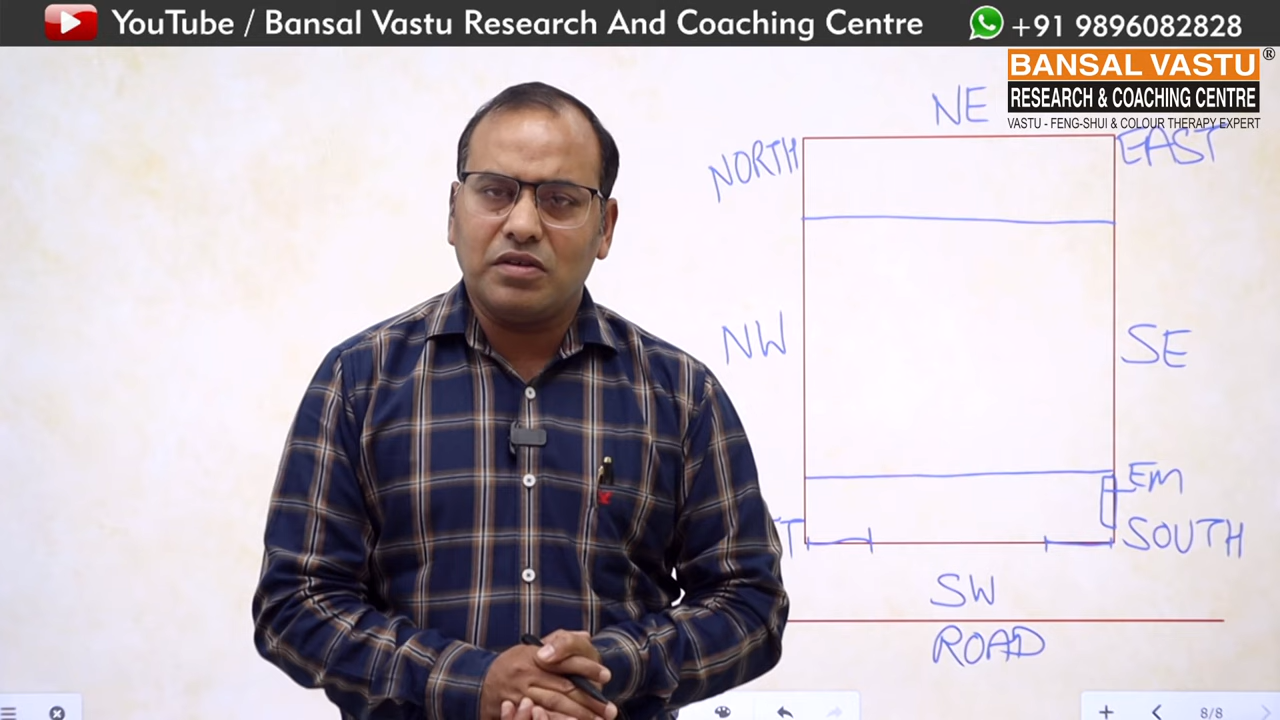 YouTube / Bansal Vastu Research And Coaching Centre
+91 9896082828
BANSAL VASTU ®
RESEARCH & COACHING CENTRE
VASTU - FENG-SHUI & COLOUR THERAPY EXPERT
NE
NORTH
EAST
NW
SE
EM
SOUTH
SW
ROAD
8/8